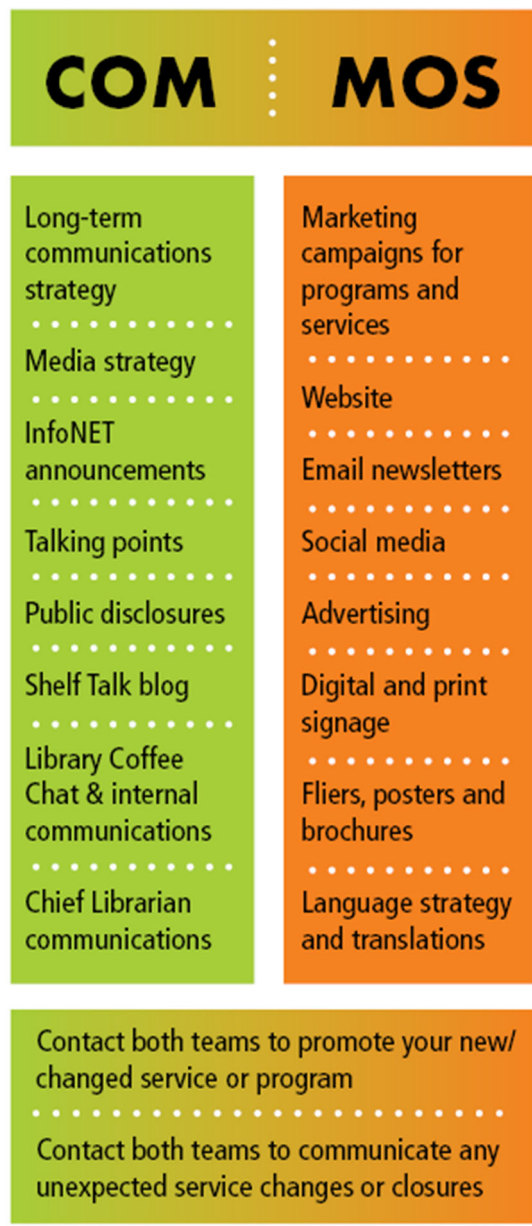 COM MOS
Long-term
communications
strategy
Media strategy
InfoNET
announcements
Talking points
Public disclosures
Shelf Talk blog
Library Coffee
Chat & internal
communications
Chief Librarian
communications
Marketing
campaigns for
programs and
services
Website
Email newsletters
Social media
Advertising
Digital and print
signage
Fliers, posters and
brochures
Language strategy
and translations
Contact both teams to promote your new/
changed service or program
Contact both teams to communicate any
unexpected service changes or closures